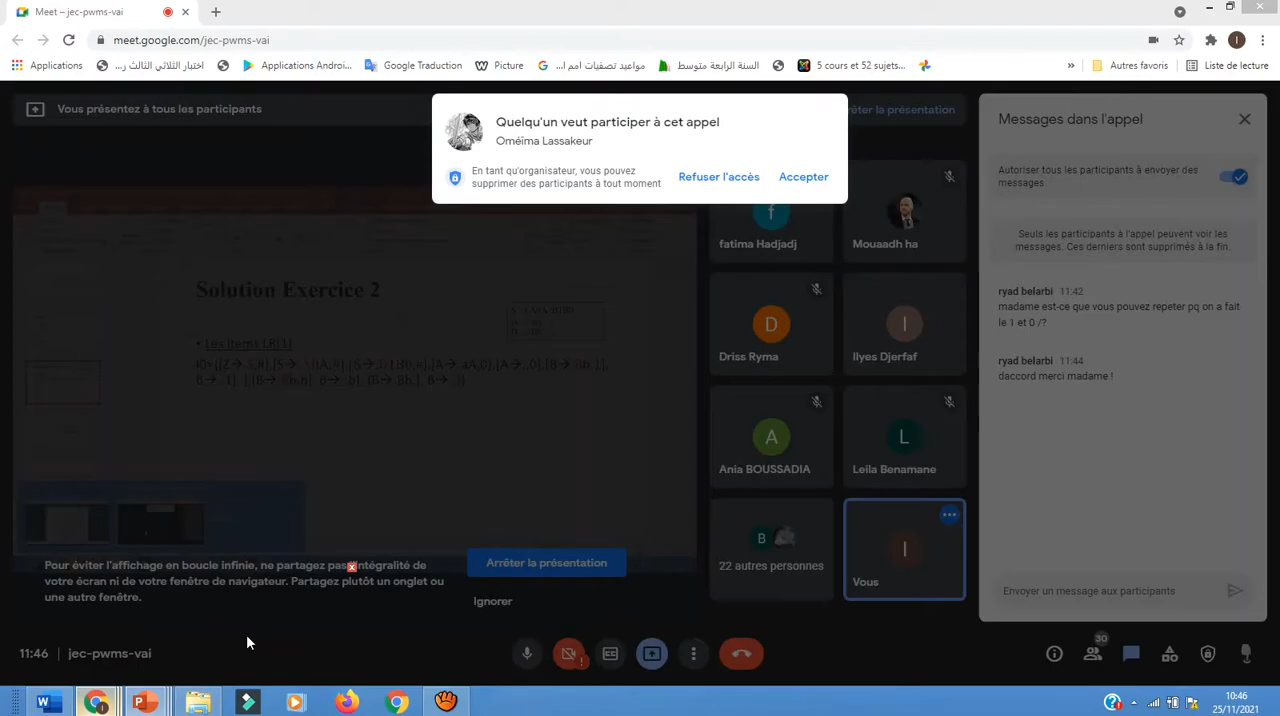 Meet – jec-pwms-vai
meet.google.com/jec-pwms-vai
Applications
اختبار الثلاثي الثالث ر...
Applications Androi...
Google Traduction
Picture
مواعيد تصفيات امم ا...
السنة الرابعة متوسط
5 cours et 52 sujets...
»
Autres favoris
Liste de lecture
Vous présentez à tous les participants
rrêter la présentation
Quelqu'un veut participer à cet appel
Oméïma Lassakeur
En tant qu'organisateur, vous pouvez
supprimer des participants à tout moment
Refuser l'accès
Accepter
Messages dans l'appel
Autoriser tous les participants à envoyer des
messages
Seuls les participants à l'appel peuvent voir les
messages. Ces derniers sont supprimés à la fin.
ryad belarbi 11:42
madame est-ce que vous pouvez repeter pq on a fait
le 1 et 0 /?
ryad belarbi 11:44
daccord merci madame !
Envoyer un message aux participants
f
fatima Hadjadj
Mouaadh ha
D
Driss Ryma
I
Ilyes Djerfaf
A
Ania BOUSSADIA
L
Leila Benamane
B
22 autres personnes
I
Vous
Solution Exercice 2
• Les items LR(1)
Pour éviter l'affichage en boucle infinie, ne partagez pas intégralité de
votre écran ni de votre fenêtre de navigateur. Partagez plutôt un onglet ou
une autre fenêtre.
Arrêter la présentation
Ignorer
11:46 | jec-pwms-vai
30
10:46
25/11/2021